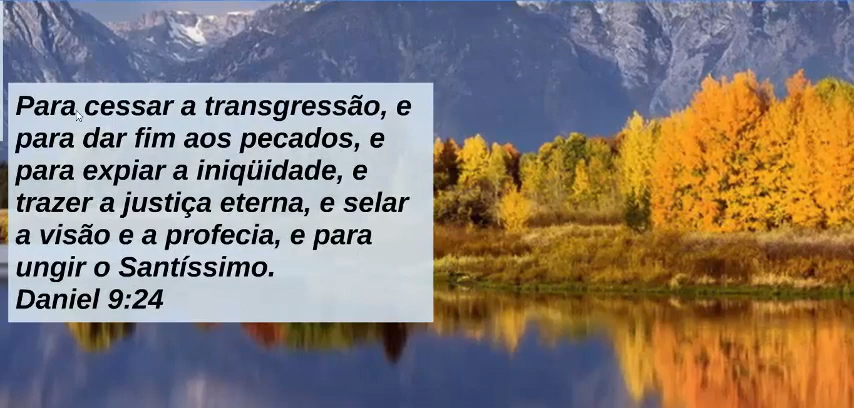 Para cessar a transgressão, e
para dar fim aos pecados, e
para expiar a iniqüidade, e
trazer a justiça eterna, e selar
a visão e a profecia, e para
ungir o Santíssimo.
Daniel 9:24